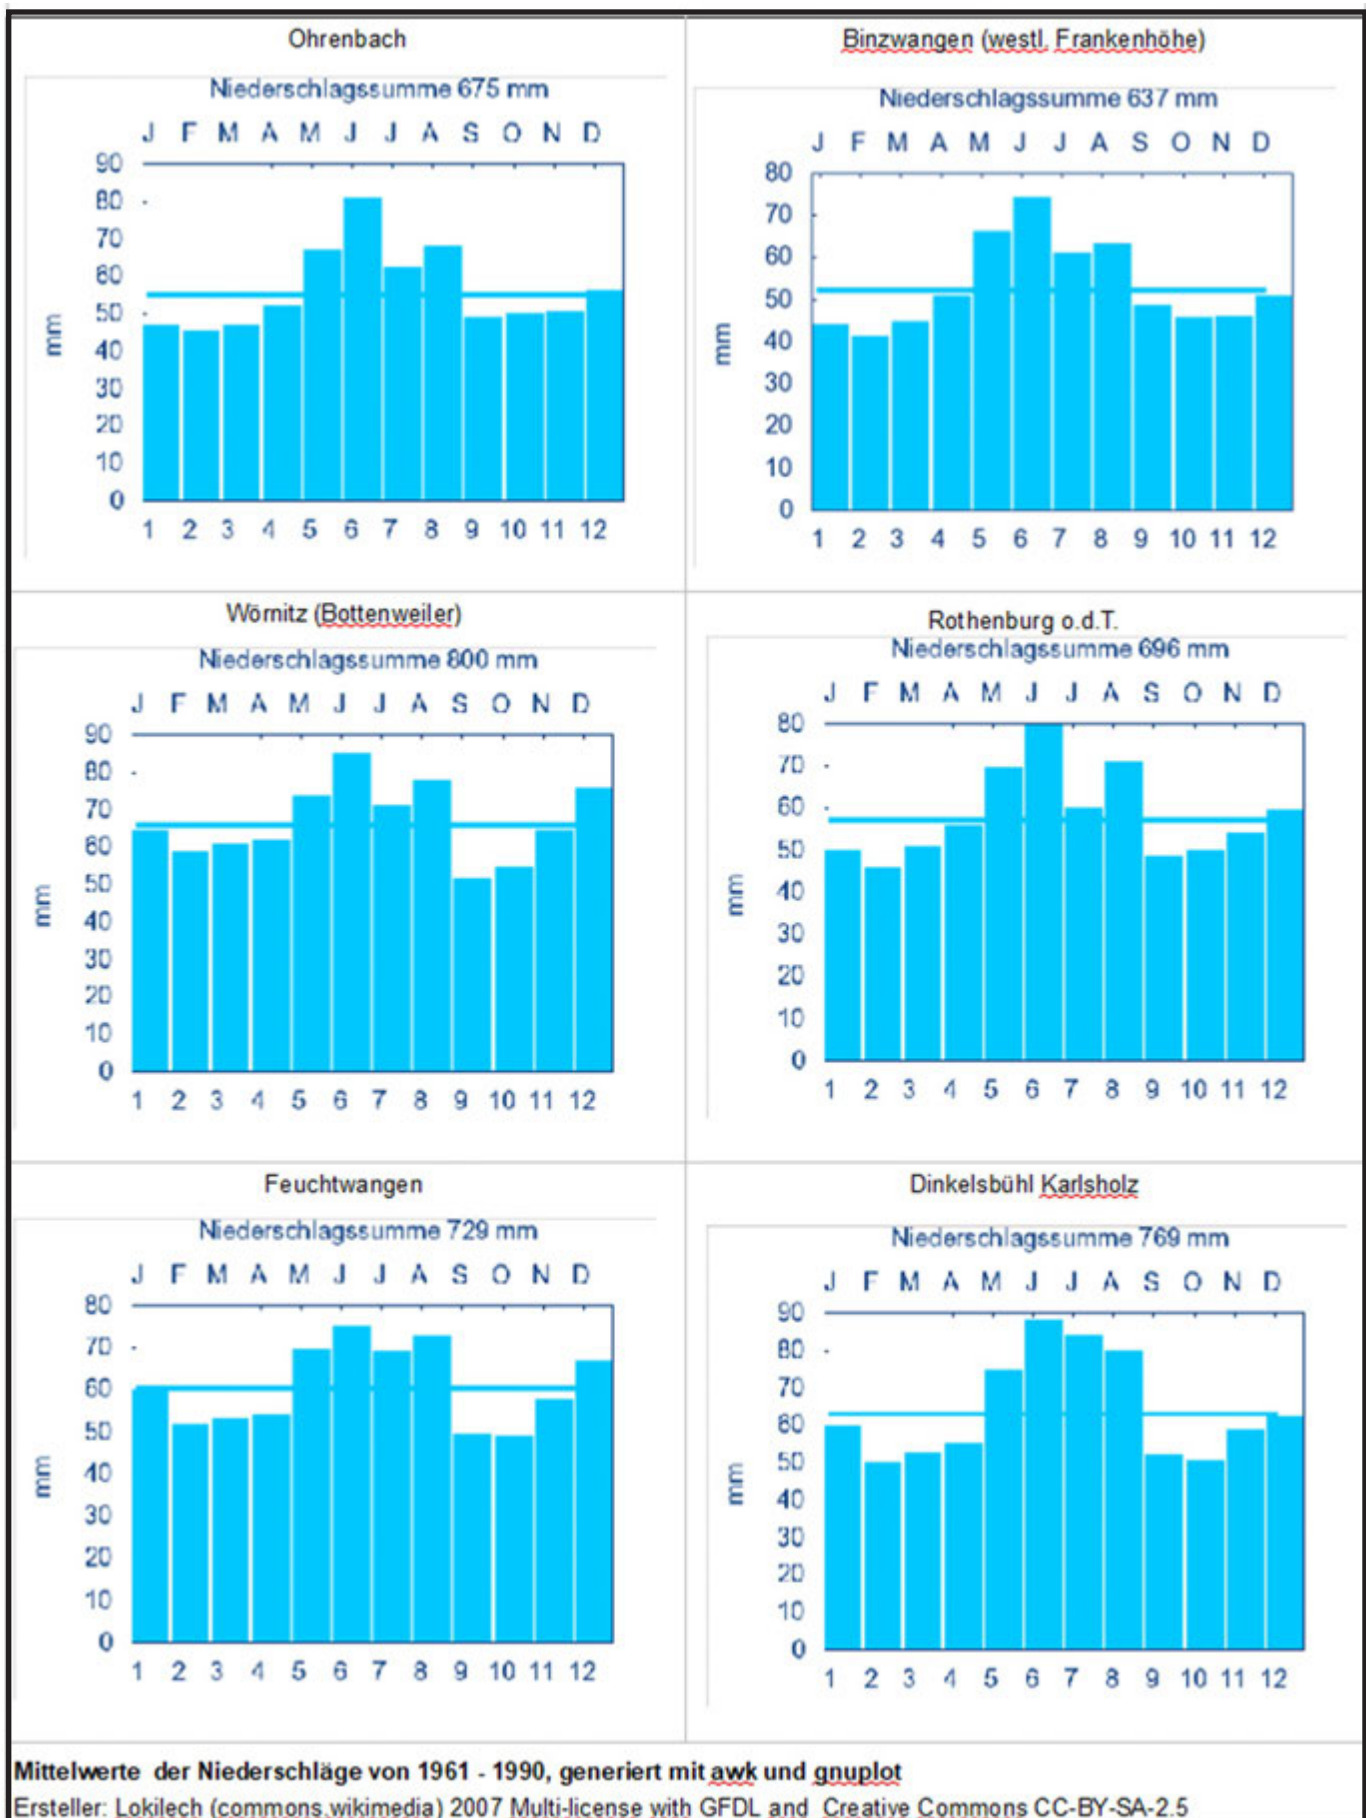 Ohrenbach
Niederschlagssumme 675 mm
J F M A M J J A S O N D
90
80
70
60
50
40
30
20
10
0
mm
1 2 3 4 5 6 7 8 9 10 11 12
Binzwangen (westl. Frankenhöhe)
Niederschlagssumme 637 mm
J F M A M J J A S O N D
80
70
60
50
40
30
20
10
0
mm
1 2 3 4 5 6 7 8 9 10 11 12
Wörnitz (Bottenweiler)
Niederschlagssumme 800 mm
J F M A M J J A S O N D
90
80
70
60
50
40
30
20
10
0
mm
1 2 3 4 5 6 7 8 9 10 11 12
Rothenburg o.d.T.
Niederschlagssumme 696 mm
J F M A M J J A S O N D
80
70
60
50
40
30
20
10
0
mm
1 2 3 4 5 6 7 8 9 10 11 12
Feuchtwangen
Niederschlagssumme 729 mm
J F M A M J J A S O N D
80
70
60
50
40
30
20
10
0
mm
1 2 3 4 5 6 7 8 9 10 11 12
Dinkelsbühl Karlsholz
Niederschlagssumme 769 mm
J F M A M J J A S O N D
90
80
70
60
50
40
30
20
10
0
mm
1 2 3 4 5 6 7 8 9 10 11 12
Mittelwerte der Niederschläge von 1961 - 1990, generiert mit awk und gnuplot
Ersteller: Lokilech (commons.wikimedia) 2007 Multi-license with GFDL and Creative Commons CC-BY-SA-2.5